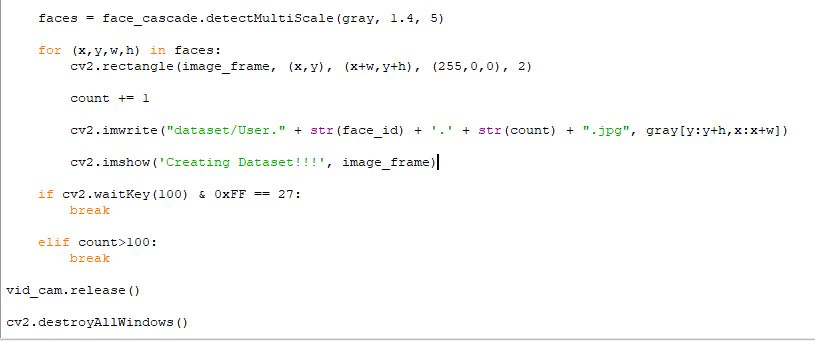 faces = face_cascade.detectMultiScale(gray, 1.4, 5)
for (x,y,w,h) in faces:
cv2.rectangle(image_frame, (x,y), (x+w,y+h), (255,0,0), 2)
count += 1
cv2.imwrite("dataset/User." + str(face_id) + '.' + str(count) + ".jpg", gray[y:y+h,x:x+w])
cv2.imshow('Creating Dataset!!!', image_frame)
if cv2.waitKey(100) & 0xFF == 27:
break
elif count>100:
break
vid_cam.release()
cv2.destroyAllWindows()